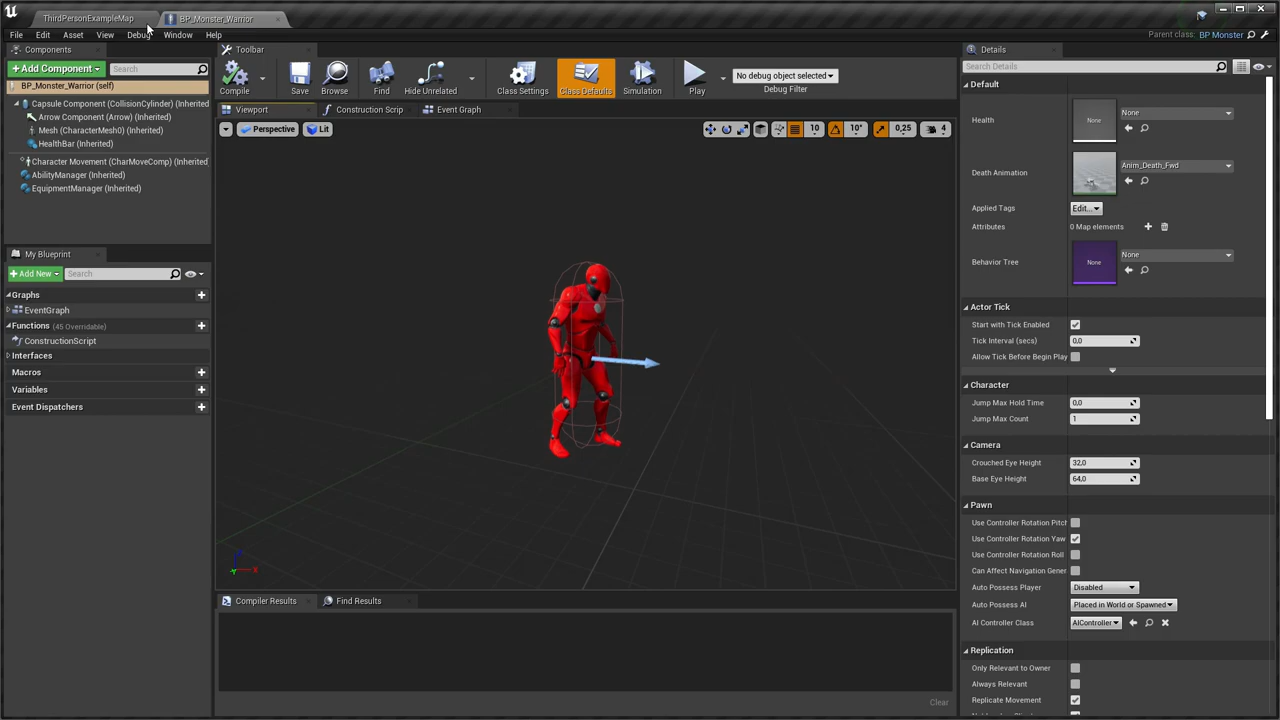 ThirdPersonExampleMap
BP_Monster_Warrior
File Edit Asset View Debug Window Help
Parent class: BP Monster
Components
Toolbar
Details
+ Add Component
Search
BP_Monster_Warrior (self)
Capsule Component (CollisionCylinder) (Inherited
Arrow Component (Arrow) (Inherited)
Mesh (CharacterMesh0) (Inherited)
HealthBar (Inherited)
Character Movement (CharMoveComp) (Inherited
AbilityManager (Inherited)
EquipmentManager (Inherited)
Compile
Save
Browse
Find
Hide Unrelated
Class Settings
Class Defaults
Simulation
Play
No debug object selected
Debug Filter
Viewport
Construction Scrip
Event Graph
Perspective
Lit
10
10°
0,25
4
My Blueprint
+ Add New
Search
Graphs
EventGraph
Functions (45 Overridable)
ConstructionScript
Interfaces
Macros
Variables
Event Dispatchers
Compiler Results
Find Results
Clear
Search Details
Default
Health
None
None
Death Animation
Anim_Death_Fwd
Applied Tags
Edit...
Attributes
0 Map elements
Behavior Tree
None
None
Actor Tick
Start with Tick Enabled
Tick Interval (secs)
0,0
Allow Tick Before Begin Play
Character
Jump Max Hold Time
0,0
Jump Max Count
1
Camera
Crouched Eye Height
32,0
Base Eye Height
64,0
Pawn
Use Controller Rotation Pitch
Use Controller Rotation Yaw
Use Controller Rotation Roll
Can Affect Navigation Gener
Auto Possess Player
Disabled
Auto Possess AI
Placed in World or Spawned
AI Controller Class
AIController
Replication
Only Relevant to Owner
Always Relevant
Replicate Movement